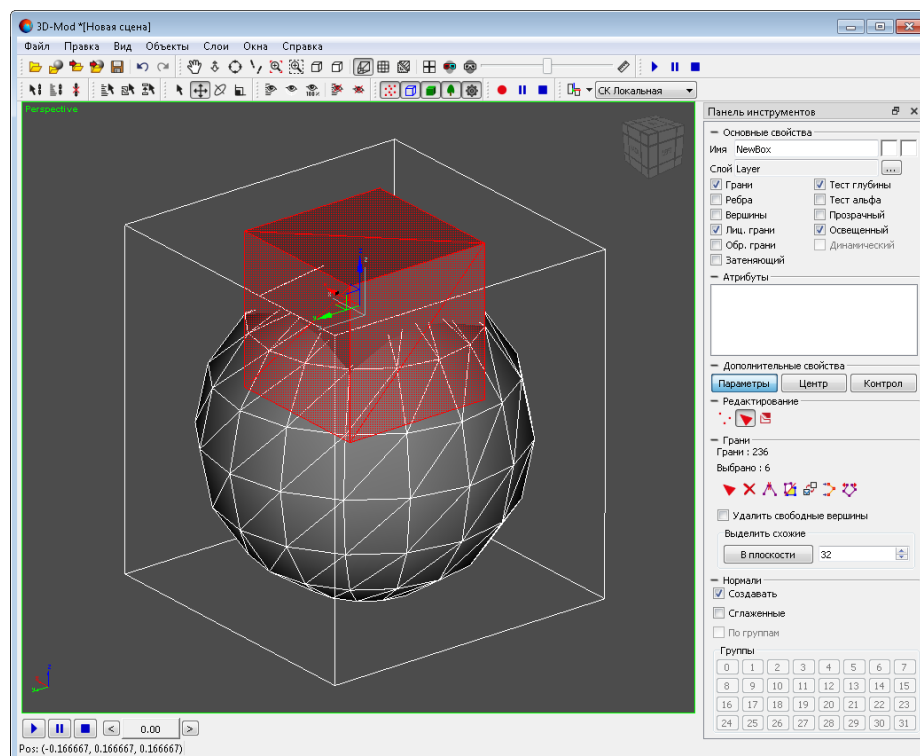 3D-Mod *[Новая сцена]
Файл Правка Вид Объекты Слои Окна Справка
100%
СК Локальная
Perspective
z
Панель инструментов
Основные свойства
Имя NewBox
Слой Layer ...
Грани Тест глубины
Ребра Тест альфа
Вершины Прозрачный
Лиц. грани Освещенный
Обр. грани Динамический
Затеняющий
Атрибуты
Дополнительные свойства
Параметры Центр Контрол
Редактирование
Грани
Грани : 236
Выбрано : 6
Удалить свободные вершины
Выделить схожие
В плоскости 32
Нормали
Создавать
Сглаженные
По группам
Группы
0 1 2 3 4 5 6 7
8 9 10 11 12 13 14 15
16 17 18 19 20 21 22 23
24 25 26 27 28 29 30 31
< 0.00 >
Pos: (-0.166667, 0.166667, 0.166667)